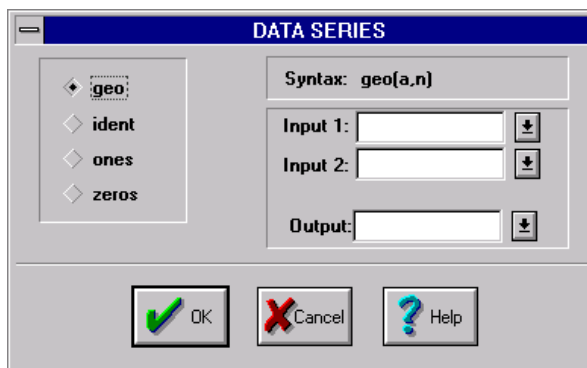 DATA SERIES
geo
ident
ones
zeros
Syntax: geo(a,n)
Input 1:
Input 2:
Output:
OK
Cancel
Help